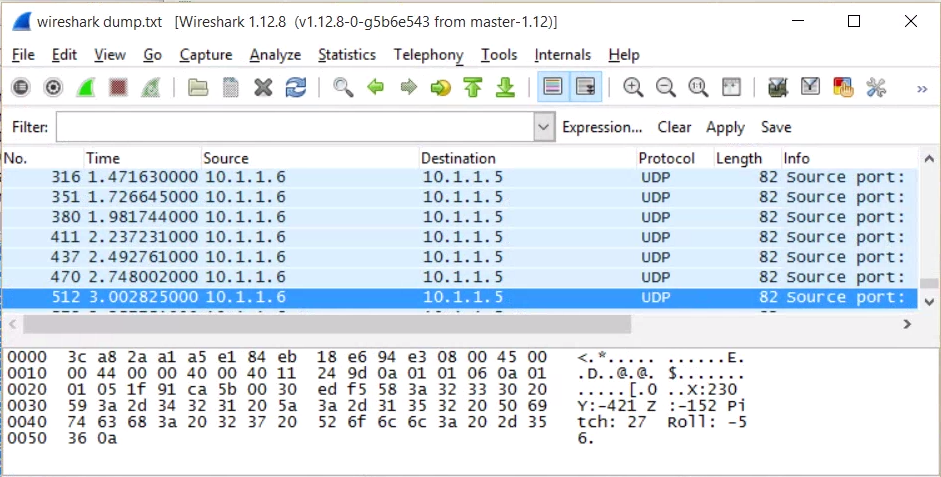 wireshark dump.txt [Wireshark 1.12.8 (v1.12.8-0-g5b6e543 from master-1.12)]
File Edit View Go Capture Analyze Statistics Telephony Tools Internals Help
Filter: Expression... Clear Apply Save
No. Time Source Destination Protocol Length Info
316 1.471630000 10.1.1.6 10.1.1.5 UDP 82 Source port:
351 1.726645000 10.1.1.6 10.1.1.5 UDP 82 Source port:
380 1.981744000 10.1.1.6 10.1.1.5 UDP 82 Source port:
411 2.237231000 10.1.1.6 10.1.1.5 UDP 82 Source port:
437 2.492761000 10.1.1.6 10.1.1.5 UDP 82 Source port:
470 2.748002000 10.1.1.6 10.1.1.5 UDP 82 Source port:
512 3.002825000 10.1.1.6 10.1.1.5 UDP 82 Source port:
0000 3c a8 2a a1 a5 e1 84 eb 18 e6 94 e3 08 00 45 00 <.*..... ......E.
0010 00 44 00 00 40 00 40 11 24 9d 0a 01 01 06 0a 01 .D..@.@. $.......
0020 01 05 1f 91 ca 5b 00 30 ed f5 58 3a 32 33 30 20 .....[.0 ..X:230
0030 59 3a 2d 34 32 31 20 5a 3a 2d 31 35 32 20 50 69 Y:-421 Z :-152 Pi
0040 74 63 68 3a 20 32 37 20 52 6f 6c 6c 3a 20 2d 35 tch: 27 Roll: -5
0050 36 0a 6.